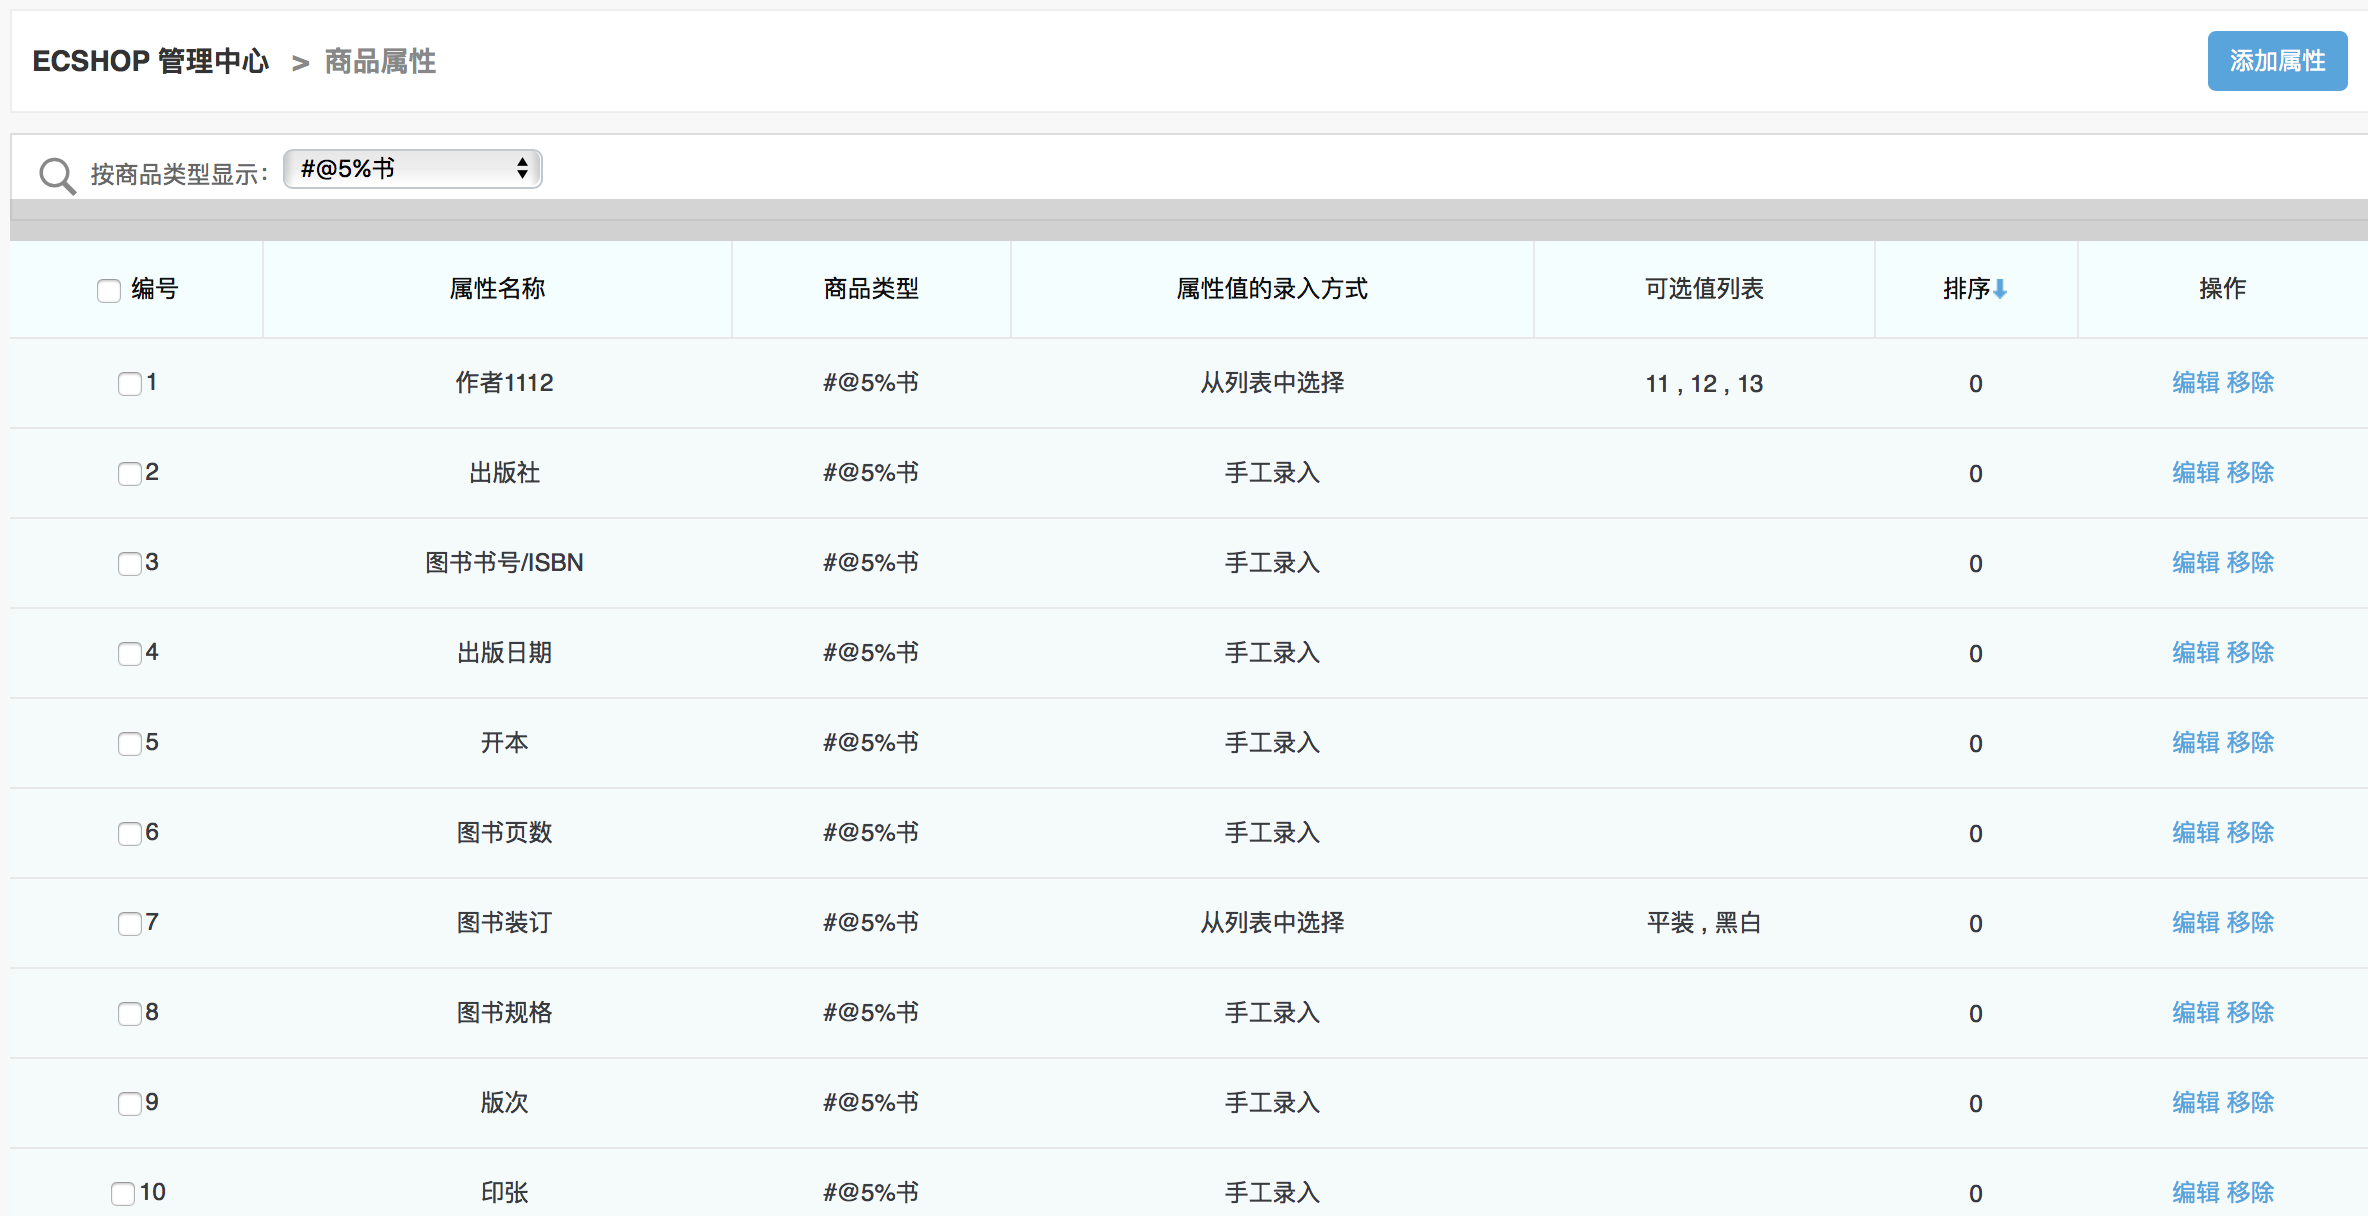 ECSHOP 管理中心 > 商品属性 添加属性
按商品类型显示： #@5%书
编号 属性名称 商品类型 属性值的录入方式 可选值列表 排序 操作
1 作者1112 #@5%书 从列表中选择 11 , 12 , 13 0 编辑 移除
2 出版社 #@5%书 手工录入 0 编辑 移除
3 图书书号/ISBN #@5%书 手工录入 0 编辑 移除
4 出版日期 #@5%书 手工录入 0 编辑 移除
5 开本 #@5%书 手工录入 0 编辑 移除
6 图书页数 #@5%书 手工录入 0 编辑 移除
7 图书装订 #@5%书 从列表中选择 平装 , 黑白 0 编辑 移除
8 图书规格 #@5%书 手工录入 0 编辑 移除
9 版次 #@5%书 手工录入 0 编辑 移除
10 印张 #@5%书 手工录入 0 编辑 移除